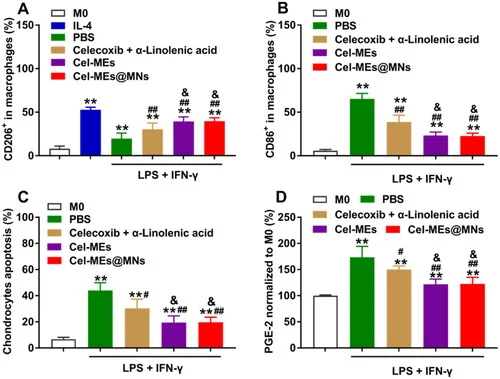 A
M0
IL-4
PBS
Celecoxib + α-Linolenic acid
Cel-MEs
Cel-MEs@MNs
CD206⁺ in macrophages (%)
150
100
50
0
**
**
##
**
&
##
**
&
##
**
LPS + IFN-γ
B
M0
PBS
Celecoxib + α-Linolenic acid
Cel-MEs
Cel-MEs@MNs
CD86⁺ in macrophages (%)
150
100
50
0
**
**
##
&
##
**
&
##
**
LPS + IFN-γ
C
M0
PBS
Celecoxib + α-Linolenic acid
Cel-MEs
Cel-MEs@MNs
Chondrocytes apoptosis (%)
100
80
60
40
20
0
**
**#
&
**##
&
**##
LPS + IFN-γ
D
M0 PBS
Celecoxib + α-Linolenic acid
Cel-MEs Cel-MEs@MNs
PGE-2 normalized to M0 (%)
250
200
150
100
50
0
**
#
**
&
##
**
&
##
**
LPS + IFN-γ